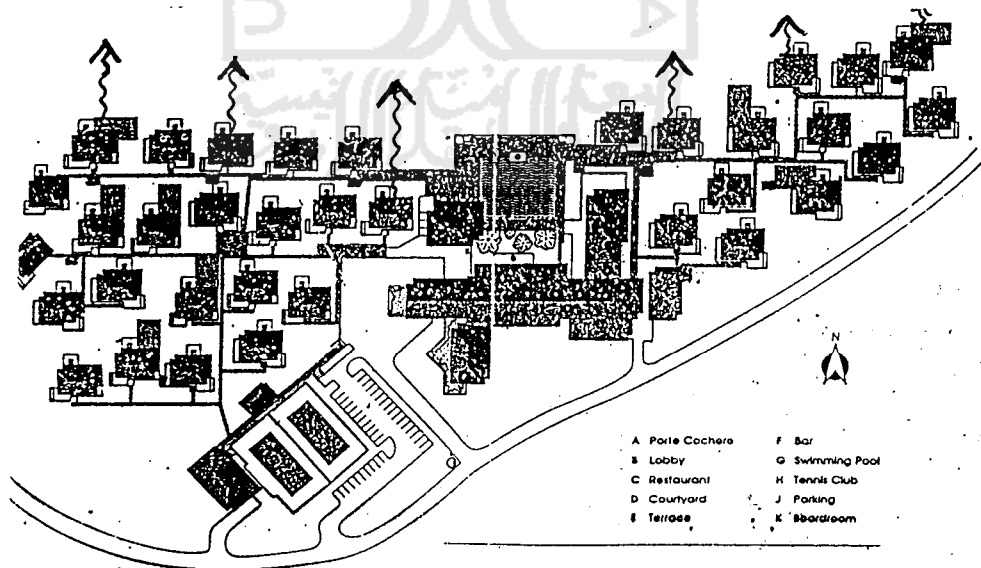 N
A Porte Cochere
B Lobby
C Restaurant
D Courtyard
E Terrace
F Bar
G Swimming Pool
H Tennis Club
J Parking
K Boardroom